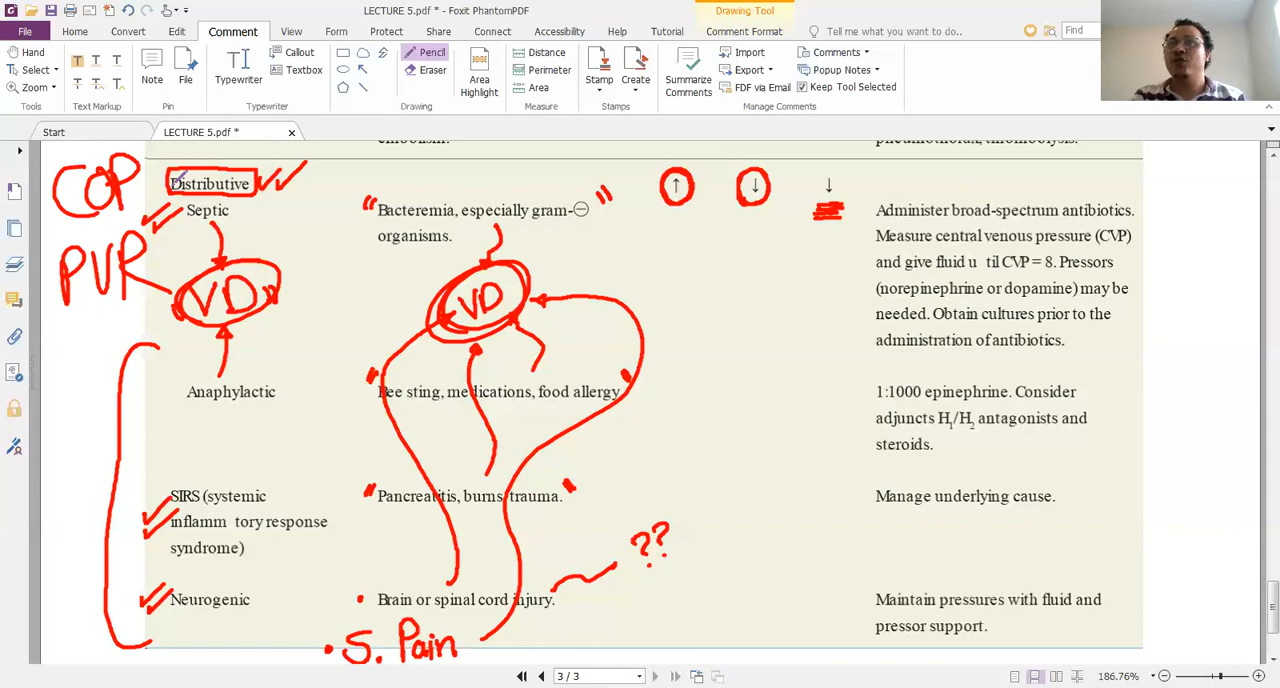 LECTURE 5.pdf * - Foxit PhantomPDF
Drawing Tool
File Home Convert Edit Comment View Form Protect Share Connect Accessibility Help Tutorial Comment Format Tell me what you want to do.. Find
Hand
Select
Zoom
Tools
T T T
T T T
Text Markup
Note File
Pin
Typewriter
Callout
Textbox
Typewriter
Pencil
Eraser
Drawing
Area Highlight
Distance
Perimeter
Area
Measure
Stamp Create
Stamps
Summarize Comments
Import
Export
FDF via Email
Comments
Popup Notes
Keep Tool Selected
Manage Comments
Start LECTURE 5.pdf *
embolism. pneumothorax, thrombolysis.
COP
Distributive ↑ ↓ ↓
Septic " Bacteremia, especially gram-⊖ " Administer broad-spectrum antibiotics.
organisms. Measure central venous pressure (CVP)
PVR and give fluid u til CVP = 8. Pressors
"VD" VD (norepinephrine or dopamine) may be
needed. Obtain cultures prior to the
administration of antibiotics.
Anaphylactic Bee sting, medications, food allergy. 1:1000 epinephrine. Consider
adjuncts H1/H2 antagonists and
steroids.
SIRS (systemic " Pancreatitis, burns, trauma. " Manage underlying cause.
inflamm tory response
syndrome)
??
Neurogenic • Brain or spinal cord injury. Maintain pressures with fluid and
pressor support.
• S. Pain
3 / 3 186.76%